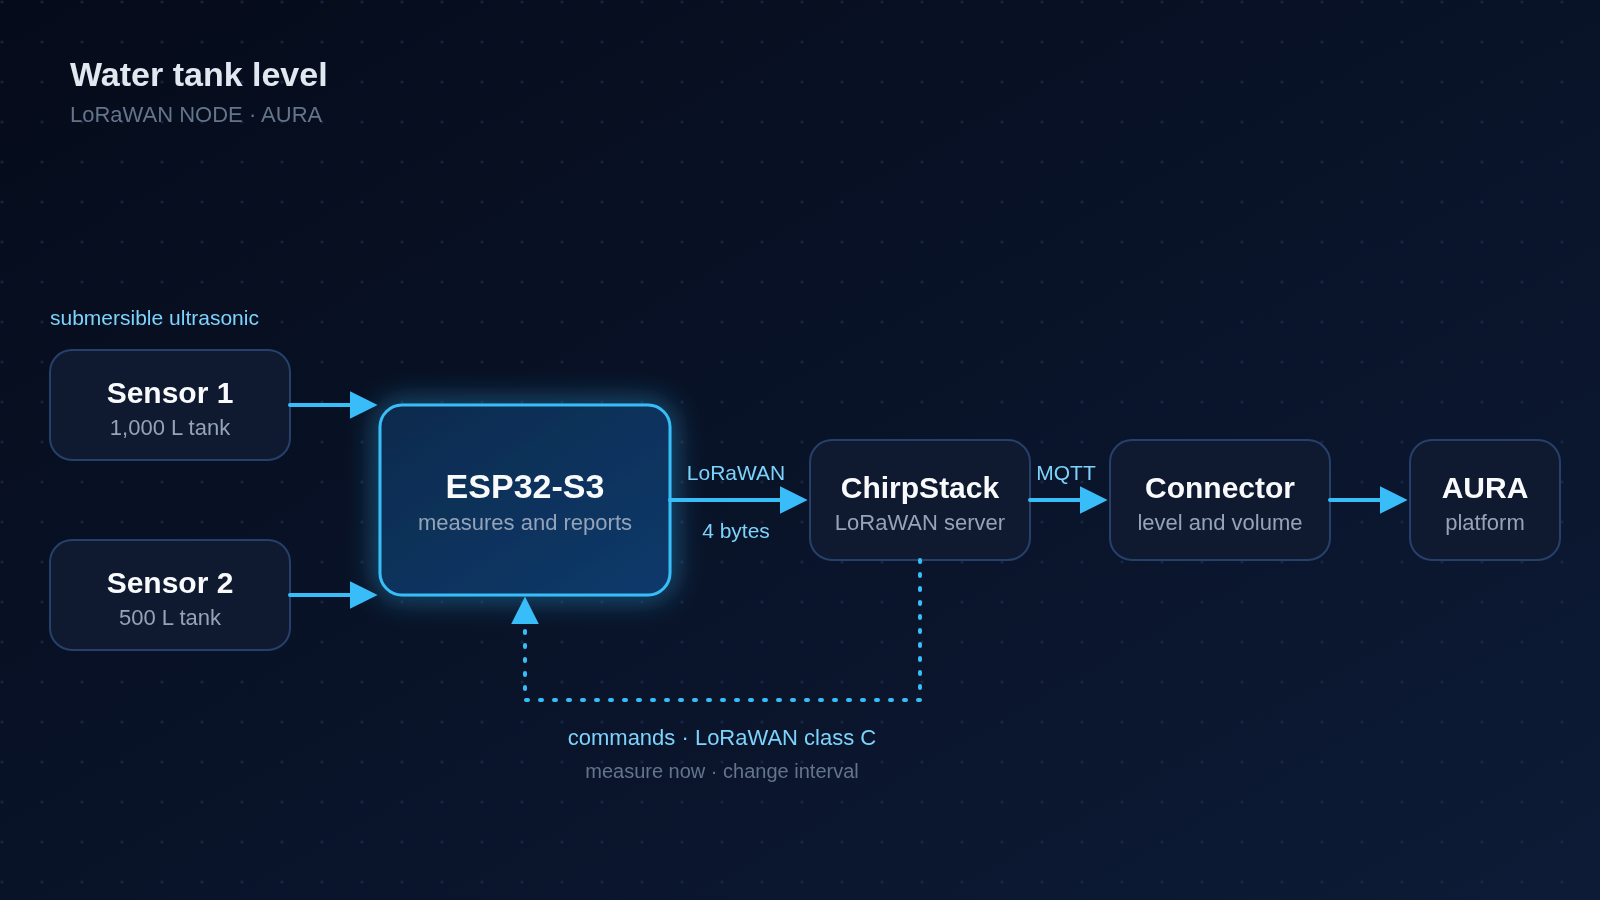 Water tank level
LoRaWAN NODE · AURA
submersible ultrasonic
Sensor 1
1,000 L tank
Sensor 2
500 L tank
ESP32-S3
measures and reports
LoRaWAN
4 bytes
ChirpStack
LoRaWAN server
MQTT
Connector
level and volume
AURA
platform
commands · LoRaWAN class C
measure now · change interval